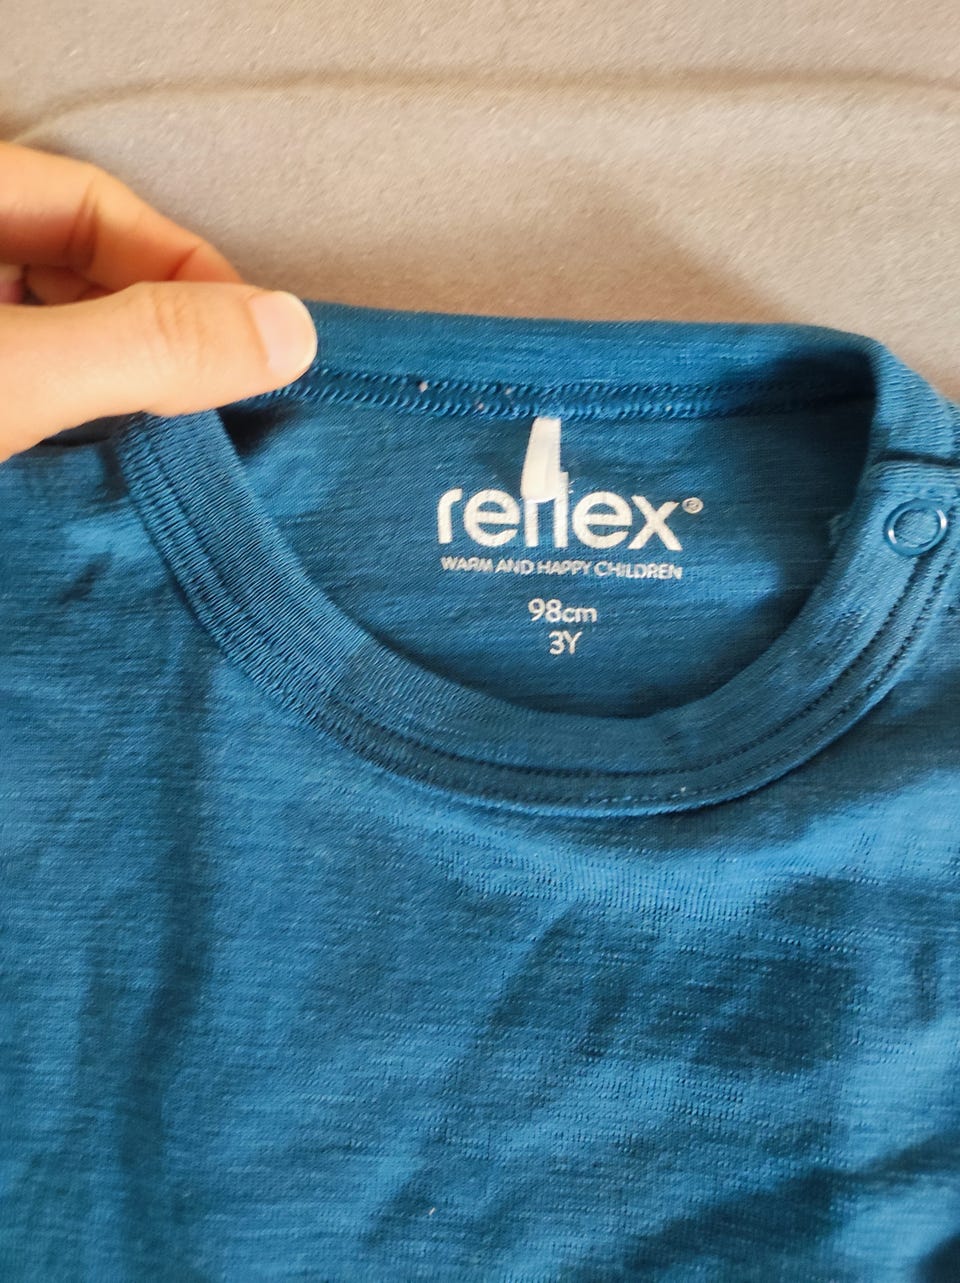 reflex®
WARM AND HAPPY CHILDREN
98cm
3Y